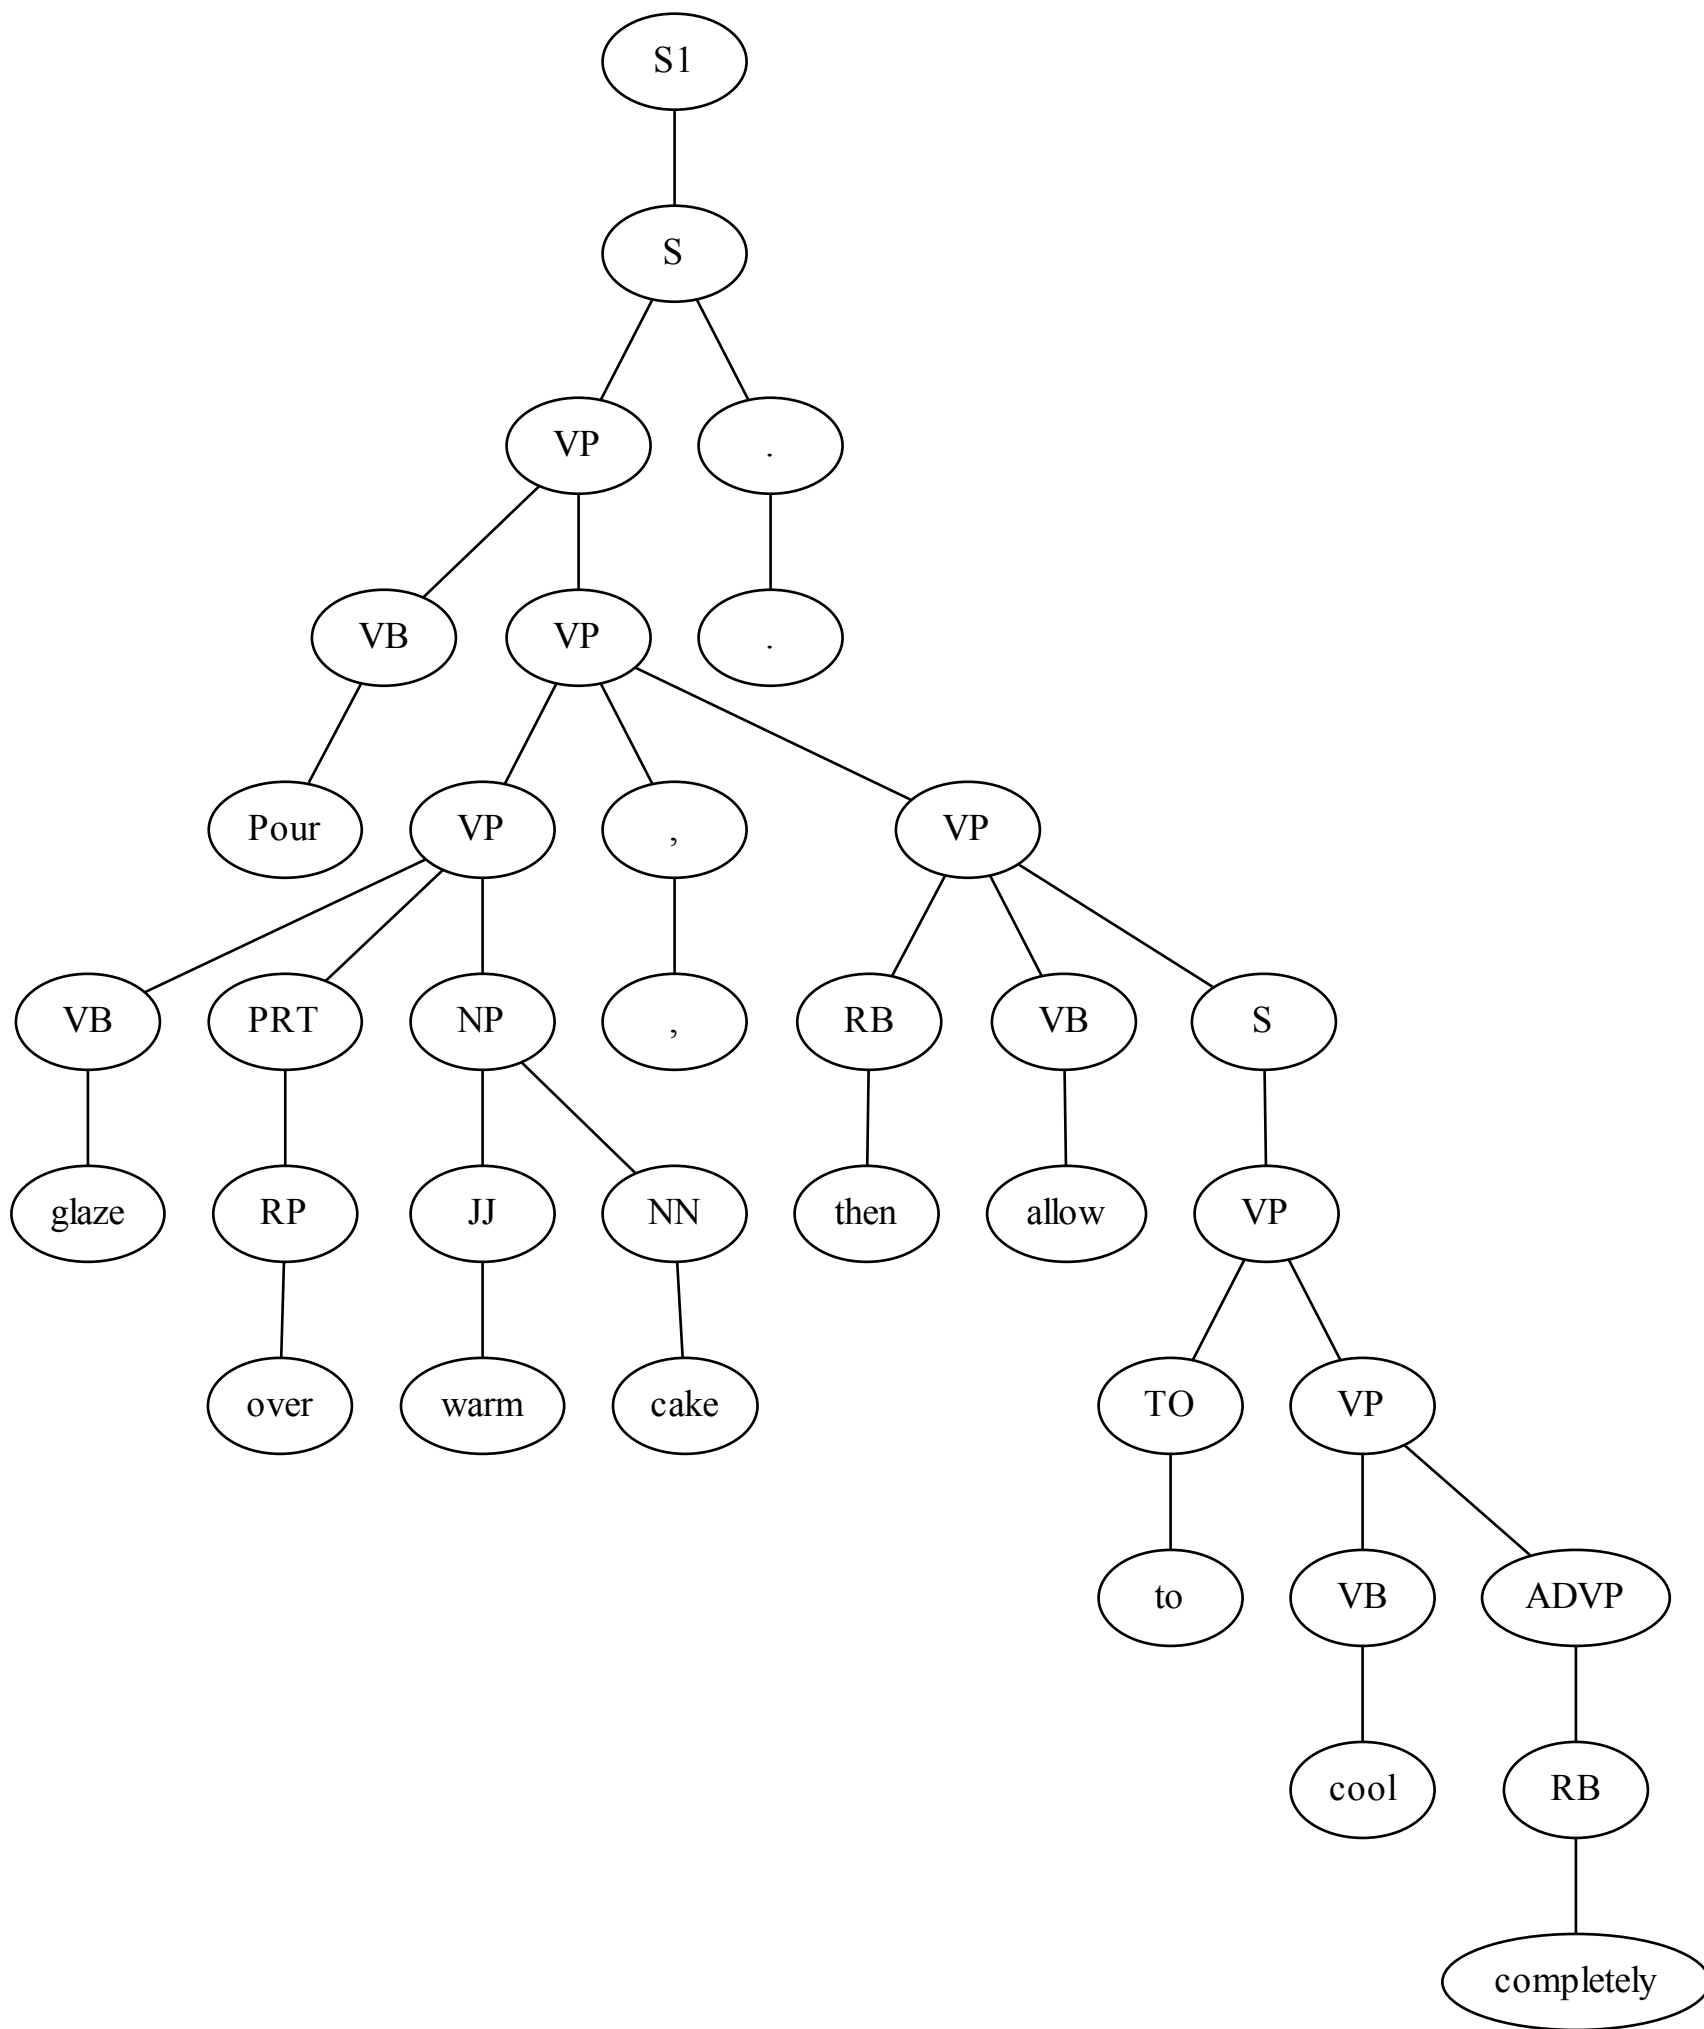 S1
S
VP .
VB VP .
Pour VP , VP
VB PRT NP , RB VB S
glaze RP JJ NN then allow VP
over warm cake TO VP
to VB ADVP
cool RB
completely